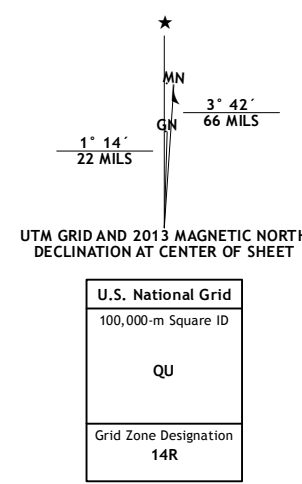 ★
MN
3° 42´
66 MILS
GN
1° 14´
22 MILS
UTM GRID AND 2013 MAGNETIC NORTH
DECLINATION AT CENTER OF SHEET
U.S. National Grid
100,000-m Square ID
QU
Grid Zone Designation
14R